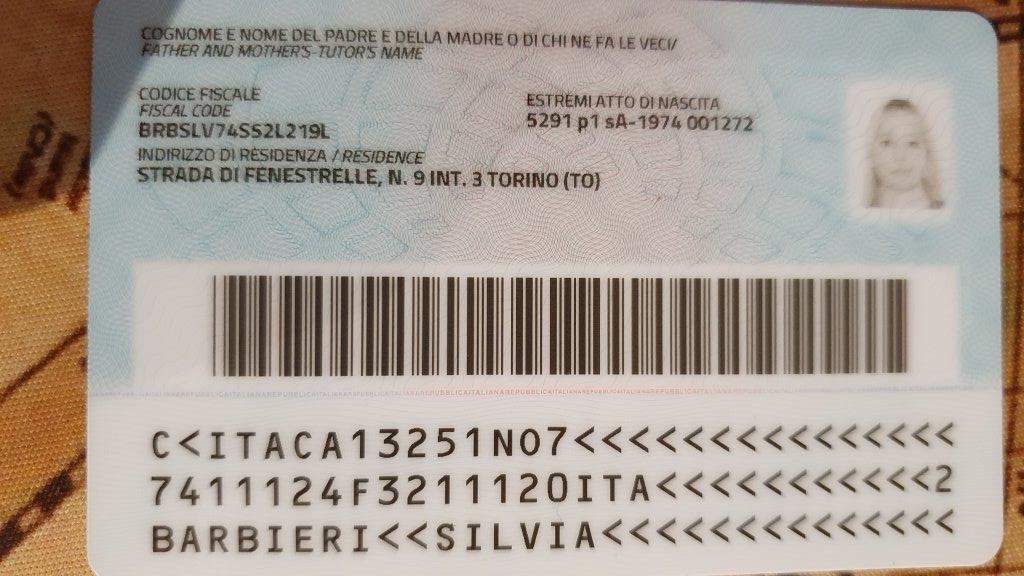 COGNOME E NOME DEL PADRE E DELLA MADRE O DI CHI NE FA LE VECI/
FATHER AND MOTHER'S-TUTOR'S NAME
CODICE FISCALE
FISCAL CODE
BRBSLV74S52L219L
ESTREMI ATTO DI NASCITA
5291 p1 sA-1974 001272
INDIRIZZO DI RESIDENZA / RESIDENCE
STRADA DI FENESTRELLE, N. 9 INT. 3 TORINO (TO)
C<ITACA13251NO7<<<<<<<<<<<<<<<
7411124F3211120ITA<<<<<<<<<<<2
BARBIERI<<SILVIA<<<<<<<<<<<<<<